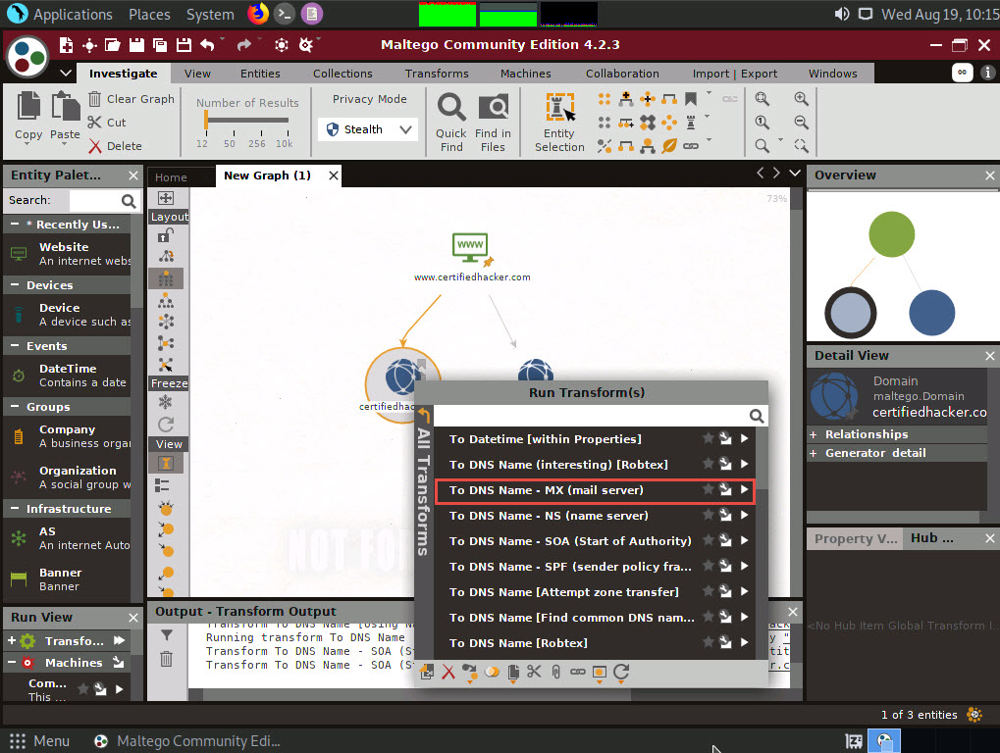 Applications Places System Wed Aug 19, 10:15
Maltego Community Edition 4.2.3
Investigate View Entities Collections Transforms Machines Collaboration Import | Export Windows
Copy
Paste
Clear Graph
Cut
Delete
Number of Results
12 50 256 10k
Privacy Mode
Stealth
Quick Find
Find in Files
Entity Selection
Entity Palet...
Search:
* Recently Us...
Website
An internet webs
Devices
Device
A device such as
Events
DateTime
Contains a date
Groups
Company
A business orga
Organization
A social group w
Infrastructure
AS
An internet Auto
Banner
Banner
Run View
Transfo...
Machines
Com...
This ...
Home
New Graph (1)
Layout
Freeze
View
73%
www.certifiedhacker.com
certifiedhac
NOT FO
Run Transform(s)
All Transforms
To Datetime [within Properties]
To DNS Name (interesting) [Robtex]
To DNS Name - MX (mail server)
To DNS Name - NS (name server)
To DNS Name - SOA (Start of Authority)
To DNS Name - SPF (sender policy fra...
To DNS Name [Attempt zone transfer]
To DNS Name [Find common DNS nam...
To DNS Name [Robtex]
Output - Transform Output
Transform To DNS Name [Using N
Running transform To DNS Name
Transform To DNS Name - SOA (S
Transform To DNS Name - SOA (S
Overview
Detail View
Domain
maltego.Domain
certifiedhacker.co
Relationships
Generator detail
Property V...
Hub ...
<No Hub Item Global Transform I...
1 of 3 entities
Menu
Maltego Community Edi...